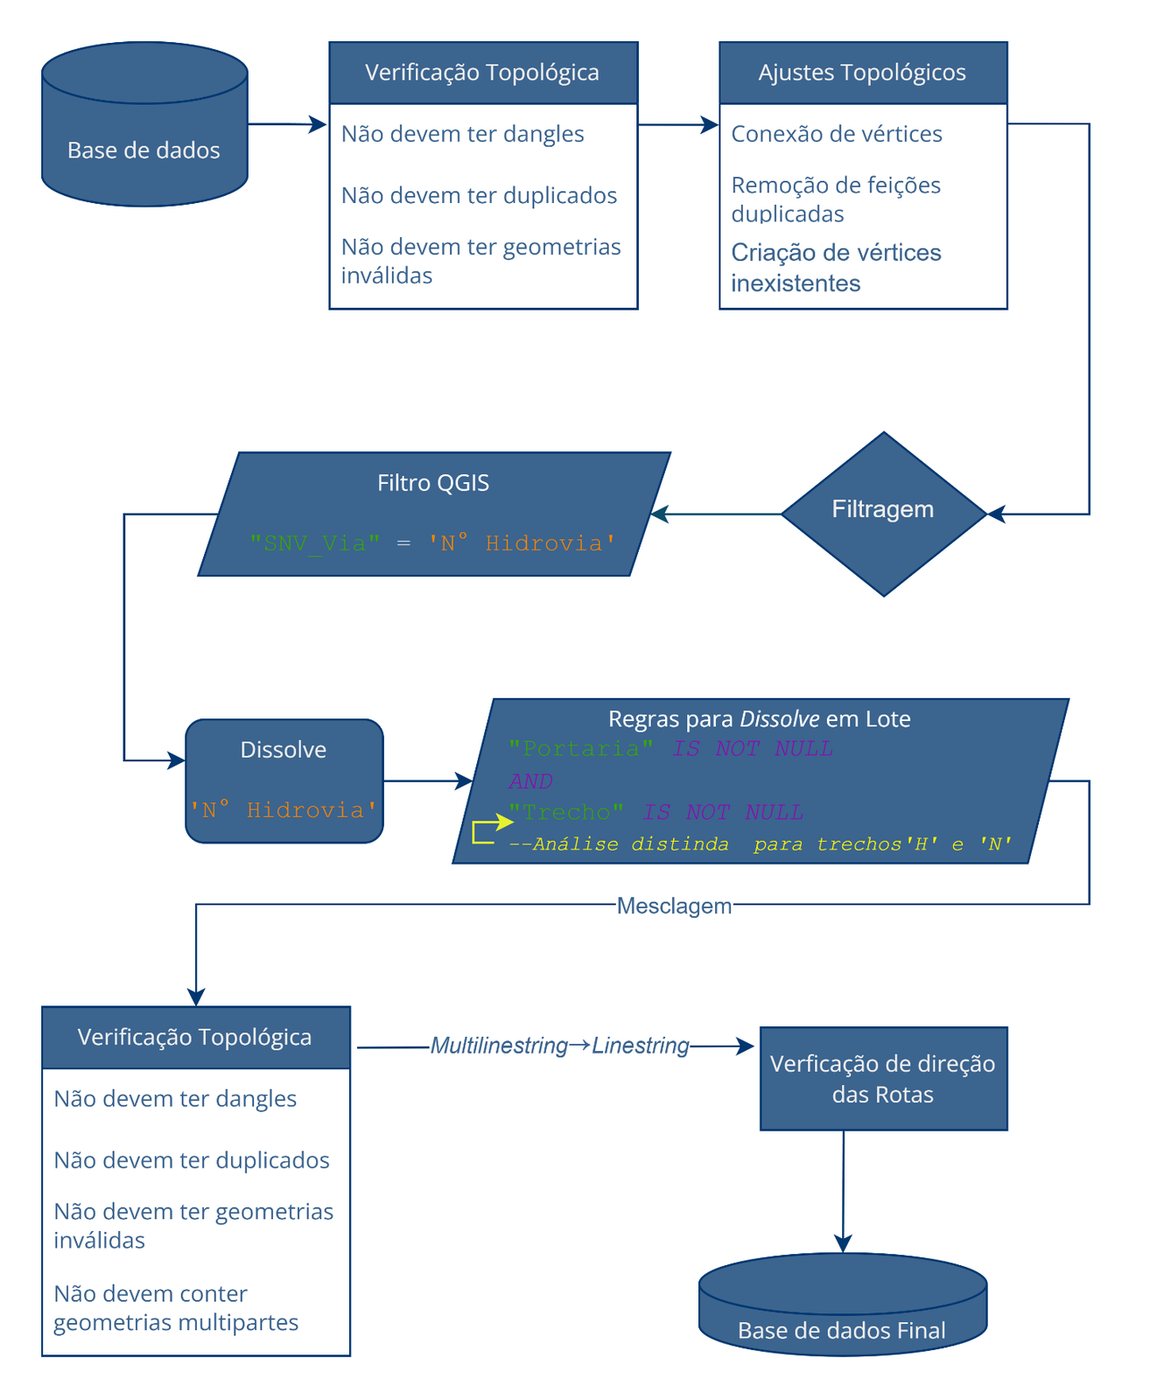 Base de dados
Verificação Topológica
Não devem ter dangles
Não devem ter duplicados
Não devem ter geometrias
inválidas
Ajustes Topológicos
Conexão de vértices
Remoção de feições
duplicadas
Criação de vértices
inexistentes
Filtragem
Filtro QGIS
"SNV_Via" = 'N° Hidrovia'
Dissolve
'N° Hidrovia'
Regras para Dissolve em Lote
"Portaria" IS NOT NULL
AND
"Trecho" IS NOT NULL
--Análise distinda para trechos'H' e 'N'
Mesclagem
Verificação Topológica
Não devem ter dangles
Não devem ter duplicados
Não devem ter geometrias
inválidas
Não devem conter
geometrias multipartes
Multilinestring→Linestring
Verficação de direção
das Rotas
Base de dados Final